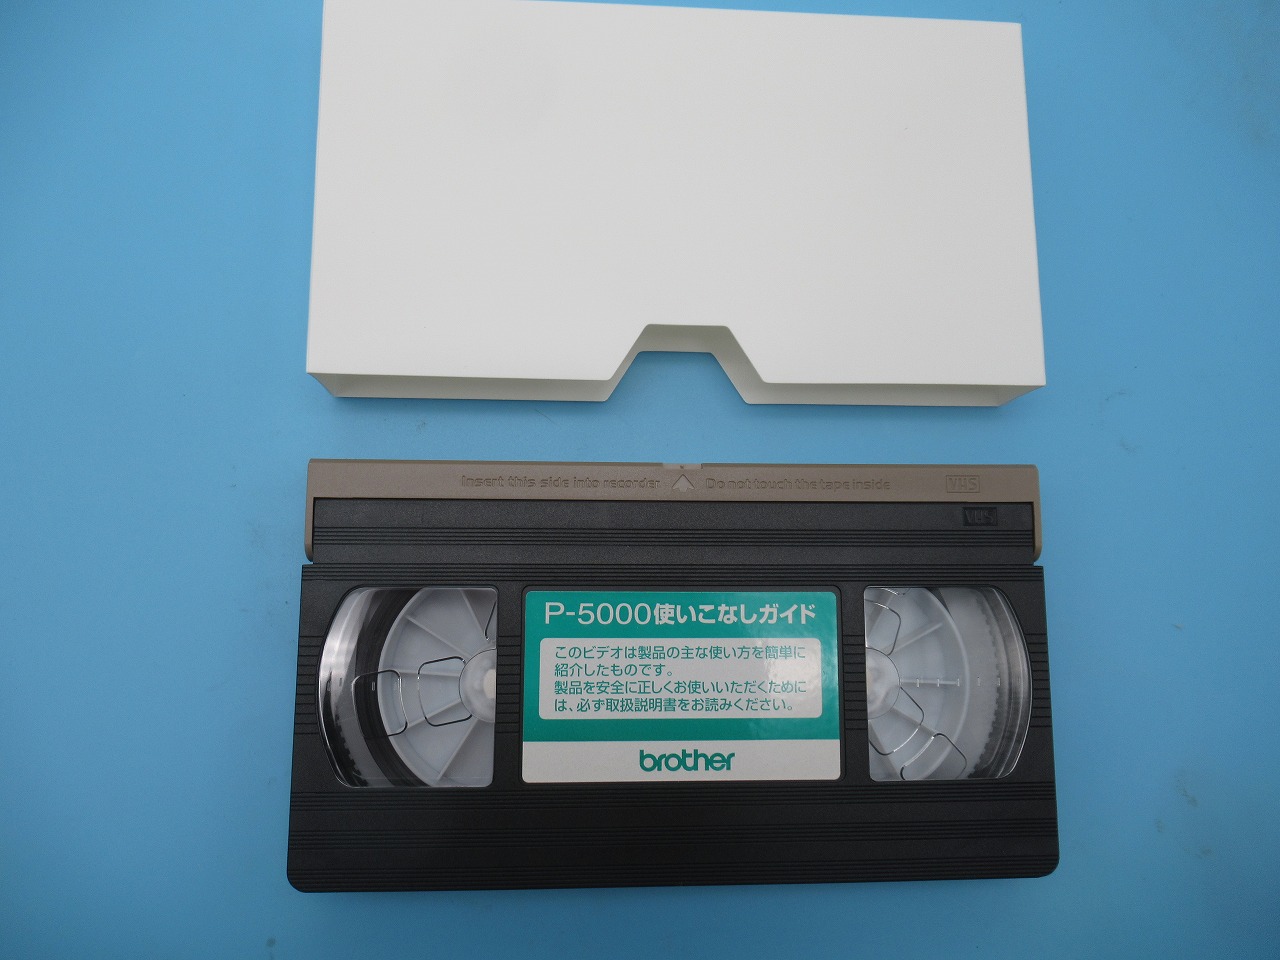 Insert this side into recorder. Do not touch the tape inside VHS
VHS
P-5000使いこなしガイド
このビデオは製品の主な使い方を簡単に
紹介したものです。
製品を安全に正しくお使いいただくために
は、必ず取扱説明書をお読みください。
brother